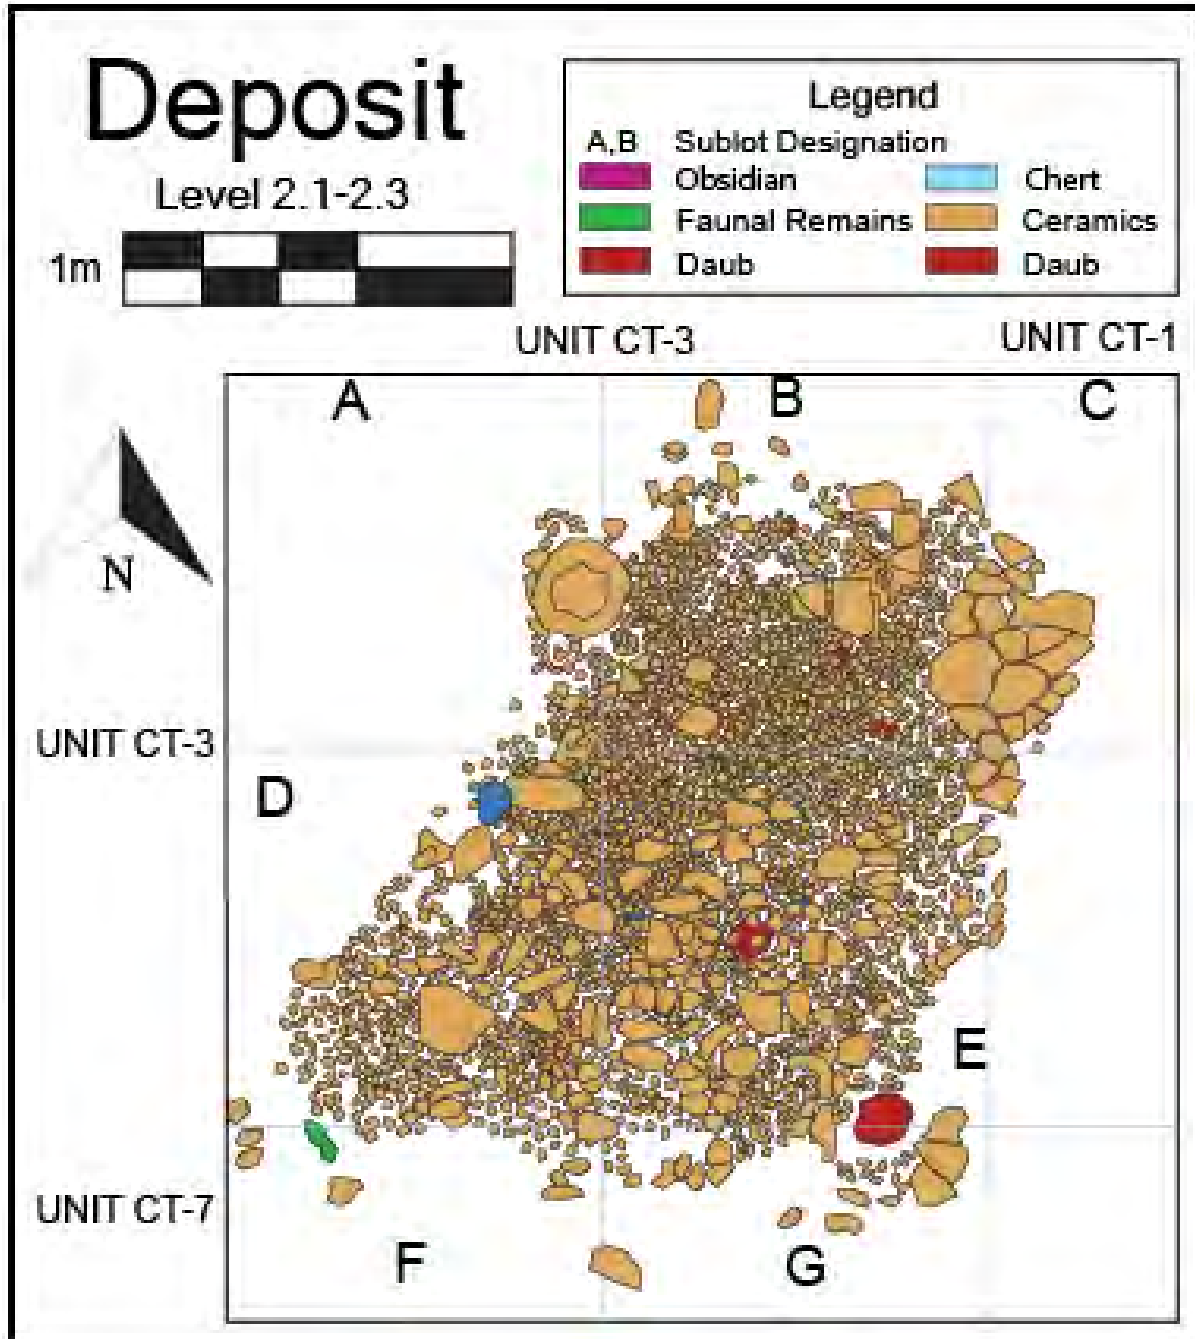 Deposit
Level 2.1-2.3
1m
Legend
A,B Sublot Designation
Obsidian Chert
Faunal Remains Ceramics
Daub Daub
UNIT CT-3 UNIT CT-1
A B C
N
UNIT CT-3
D
E
UNIT CT-7
F G